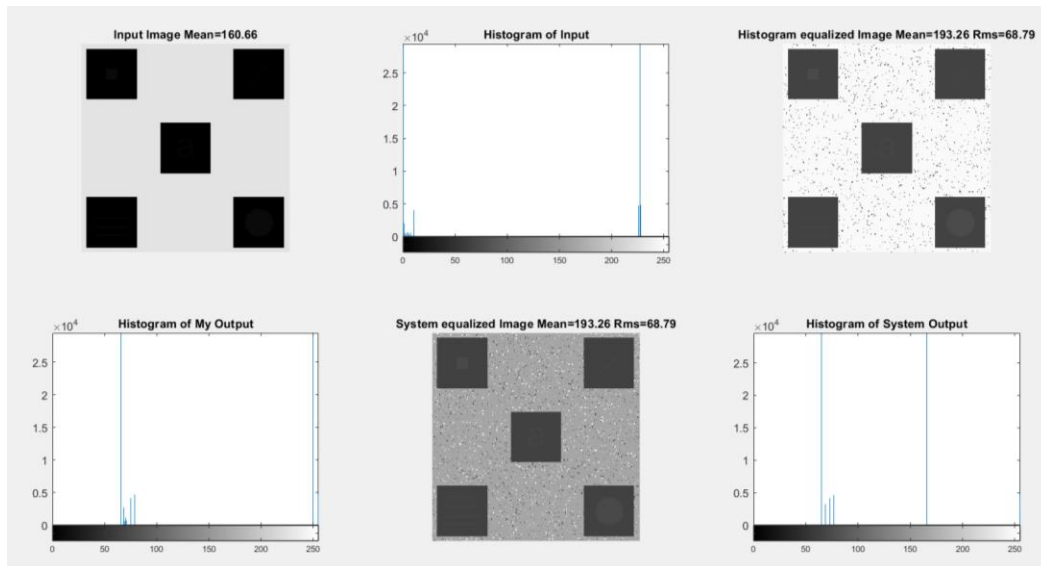 Input Image Mean=160.66
Histogram of Input
×10⁴
2.5
2
1.5
1
0.5
0
0 50 100 150 200 250
Histogram equalized Image Mean=193.26 Rms=68.79
a
Histogram of My Output
×10⁴
2.5
2
1.5
1
0.5
0
0 50 100 150 200 250
System equalized Image Mean=193.26 Rms=68.79
a
Histogram of System Output
×10⁴
2.5
2
1.5
1
0.5
0
0 50 100 150 200 250